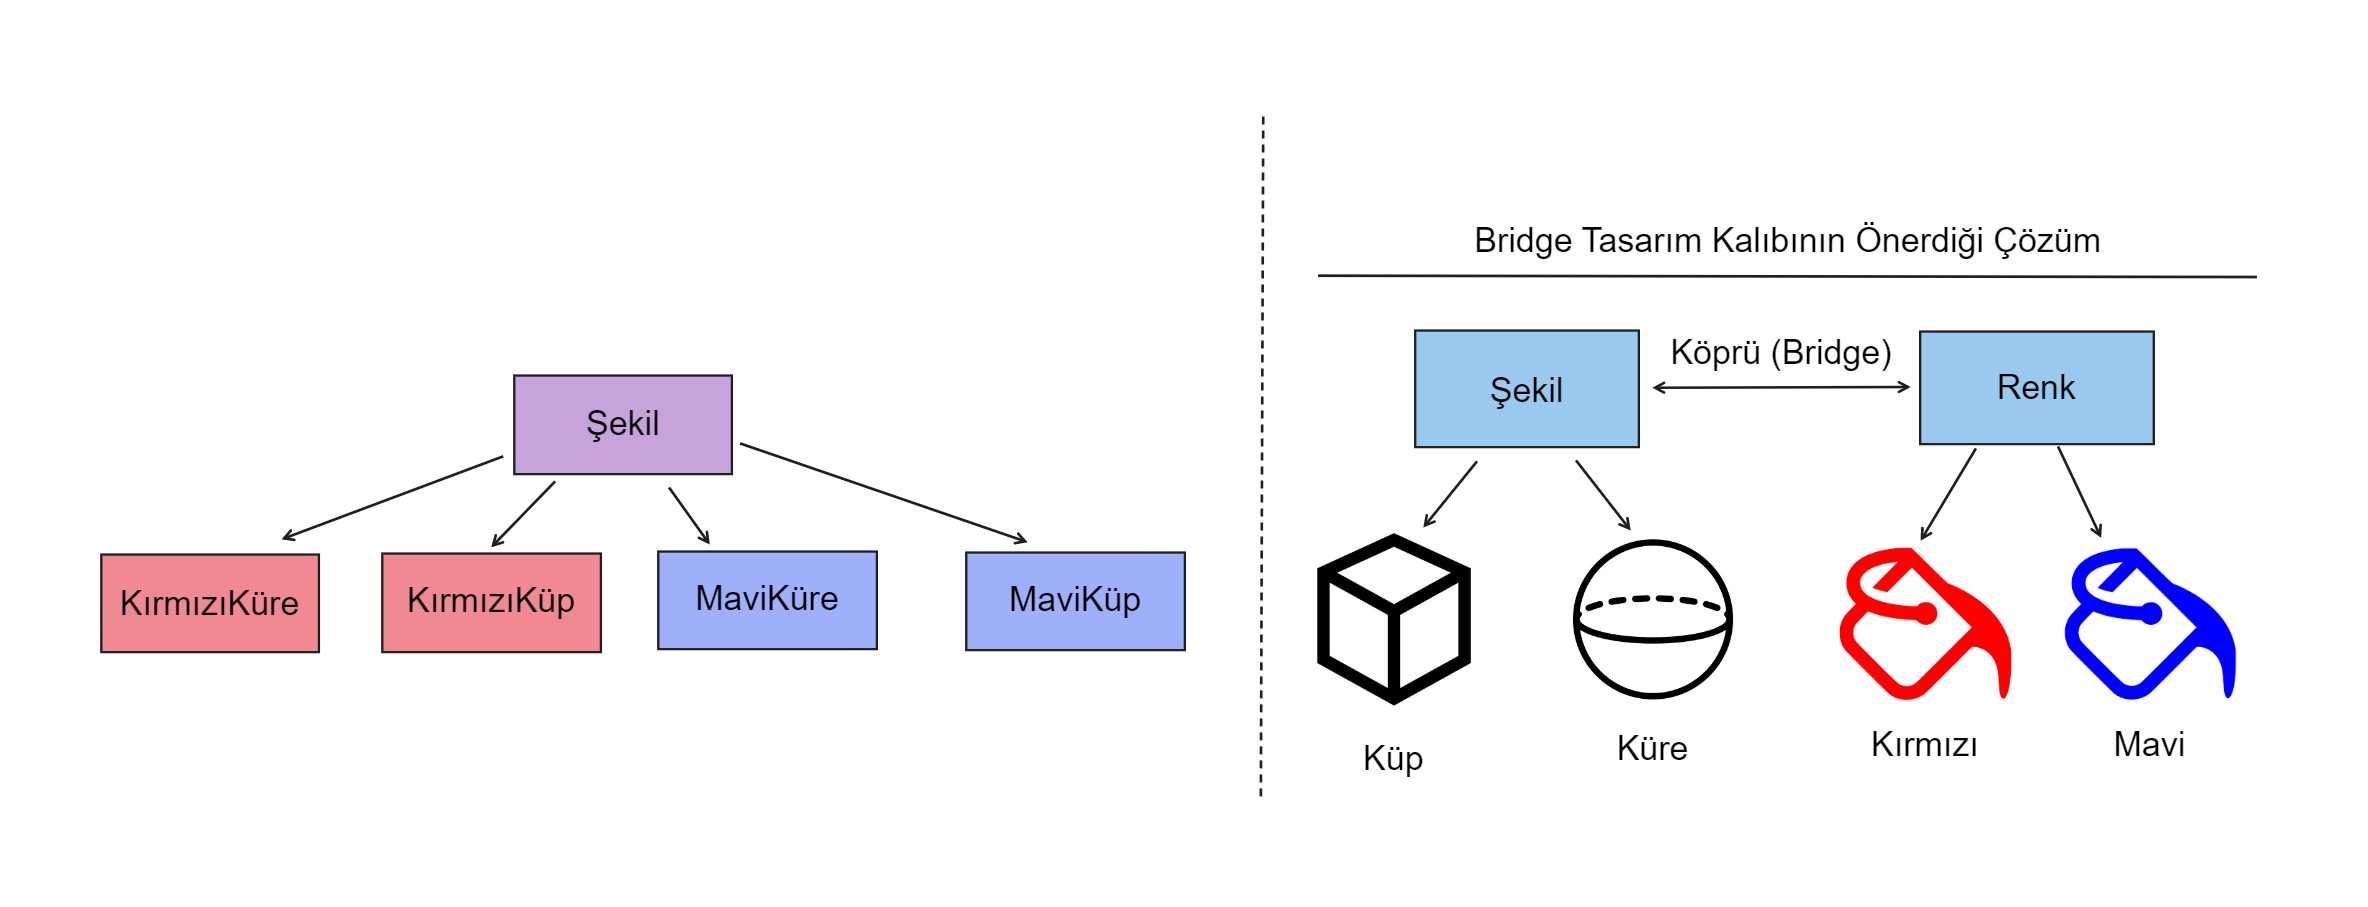 Şekil
KırmızıKüre
KırmızıKüp
MaviKüre
MaviKüp
Bridge Tasarım Kalıbının Önerdiği Çözüm
Şekil
Köprü (Bridge)
Renk
Küp
Küre
Kırmızı
Mavi